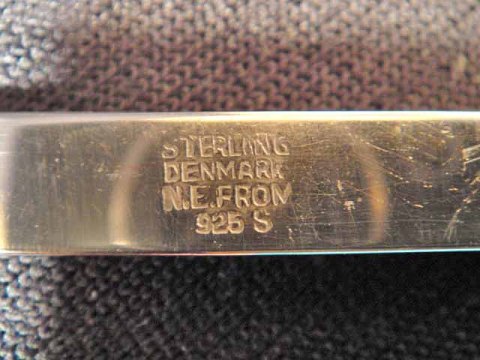 STERLING
DENMARK
N.E.FROM
925 S